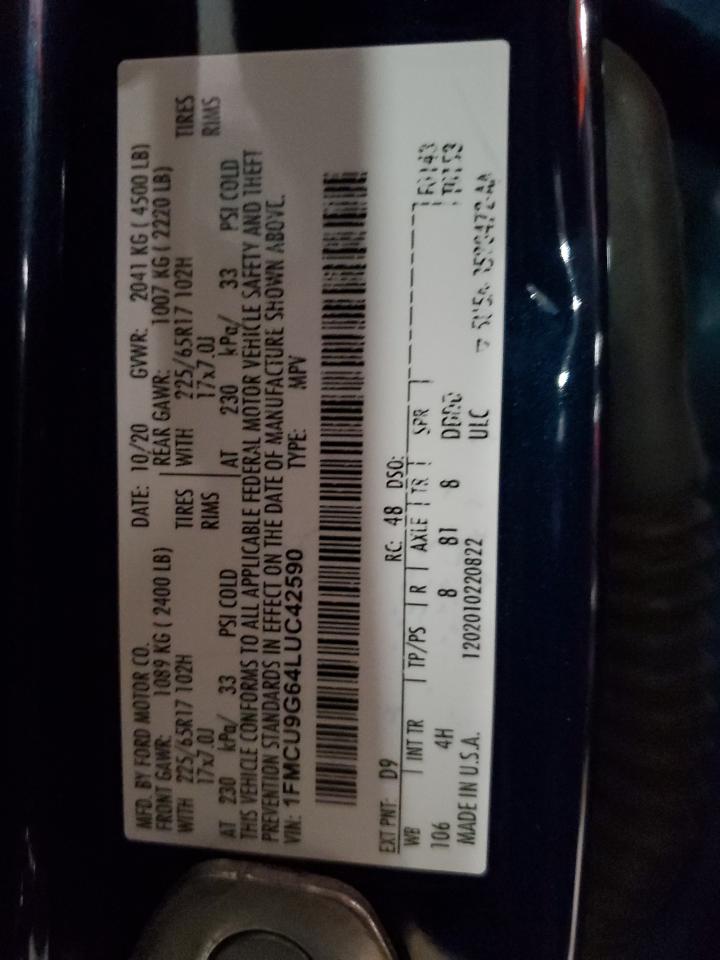 MFD. BY FORD MOTOR CO. DATE: 10/20 GVWR: 2041 KG ( 4500 LB)
FRONT GAWR: 1089 KG ( 2400 LB) REAR GAWR: 1007 KG ( 2220 LB)
WITH 225/65R17 102H TIRES WITH 225/65R17 102H TIRES
17x7.0J RIMS 17x7.0J RIMS
AT 230 kPa/ 33 PSI COLD AT 230 kPa/ 33 PSI COLD
THIS VEHICLE CONFORMS TO ALL APPLICABLE FEDERAL MOTOR VEHICLE SAFETY AND THEFT
PREVENTION STANDARDS IN EFFECT ON THE DATE OF MANUFACTURE SHOWN ABOVE.
VIN: 1FMCU9G64LUC42590 TYPE: MPV
EXT PNT: D9 RC: 48 DSO:
WB INT TR TP/PS R AXLE TR SPR
106 4H 8 81 8
MADE IN U.S.A. 1202010220822 ULC